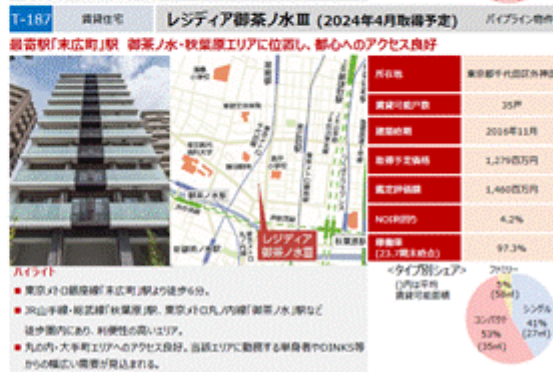 T-187 賃貸住宅 レジディア御茶ノ水Ⅲ (2024年4月取得予定) パイプライン物件
最寄駅「末広町」駅 御茶ノ水・秋葉原エリアに位置し、都心へのアクセス良好
所在地 東京都千代田区外神田
賃貸可能戸数 35戸
建築時期 2016年11月
取得予定価格 1,279百万円
鑑定評価額 1,460百万円
NOI利回り 4.2%
稼働率
(23.7期末時点) 97.3%
御茶ノ水駅
秋葉原
レジディア
御茶ノ水Ⅲ
ハイライト
■ 東京メトロ銀座線「末広町」駅より徒歩6分。
■ JR山手線・総武線「秋葉原」駅、東京メトロ丸ノ内線「御茶ノ水」駅など
徒歩圏内にあり、利便性の高いエリア。
■ 丸の内・大手町エリアへのアクセス良好。当該エリアに勤務する単身者やDINKS等
からの幅広い需要が見込まれる。
<タイプ別シェア>
()内は平均
賃貸可能面積
ファミリー
5%
(50㎡)
シングル
41%
(27㎡)
コンパクト
53%
(35㎡)